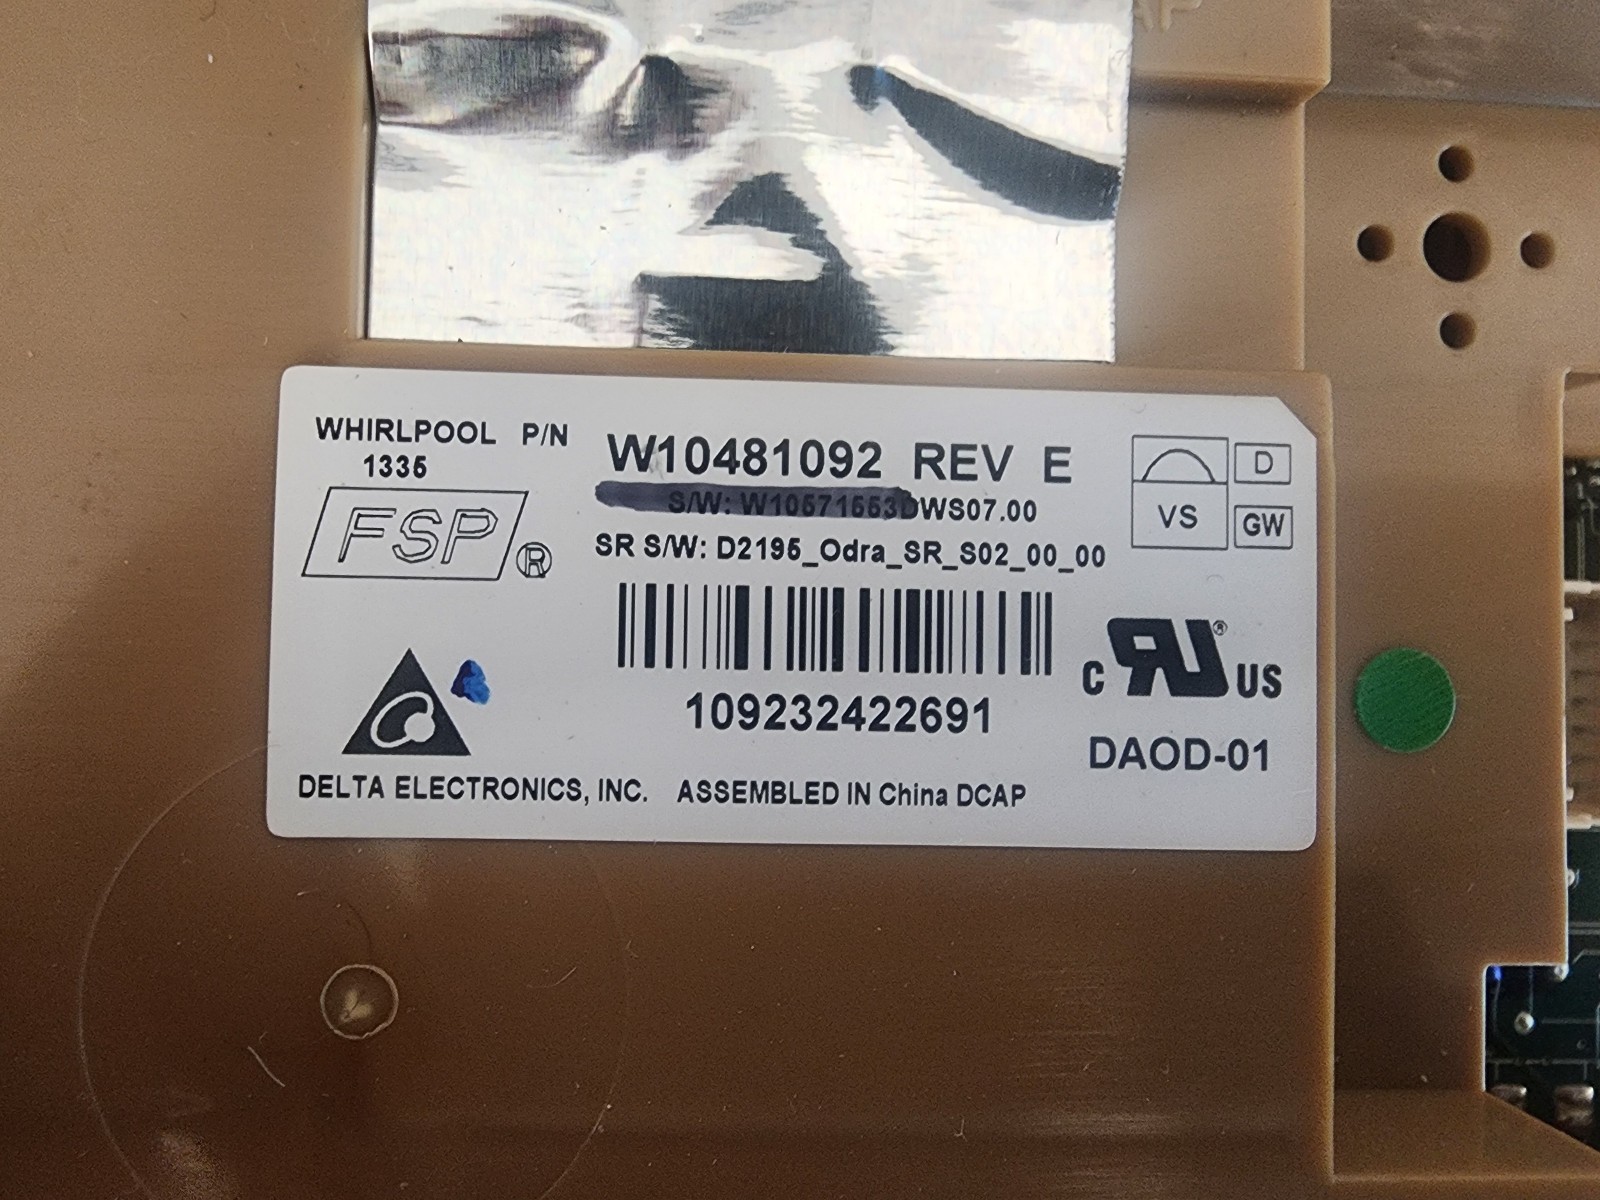 WHIRLPOOL P/N W10481092 REV E
1335
S/W: W10571553DWS07.00
FSP®
SR S/W: D2195_Odra_SR_S02_00_00
VS
D
GW
109232422691
C RU® US
DAOD-01
DELTA ELECTRONICS, INC. ASSEMBLED IN China DCAP